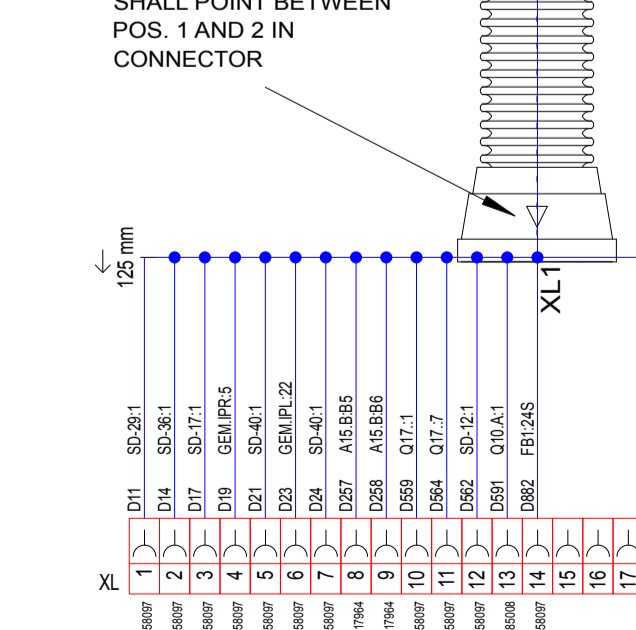 SHALL POINT BETWEEN
POS. 1 AND 2 IN
CONNECTOR
125 mm
XL1
SD-29:1
SD-36:1
SD-17:1
GEM.IPR:5
SD-40:1
GEM.IPL:22
SD-40:1
A15.B:B5
A15.B:B6
Q17.:1
Q17.:7
SD-12:1
Q10.A:1
FB1:24S
D11
D14
D17
D19
D21
D23
D24
D257
D258
D559
D564
D562
D591
D882
XL
1
2
3
4
5
6
7
8
9
10
11
12
13
14
15
16
17
58097
58097
58097
58097
58097
58097
58097
17964
17964
58097
58097
58097
85008
58097